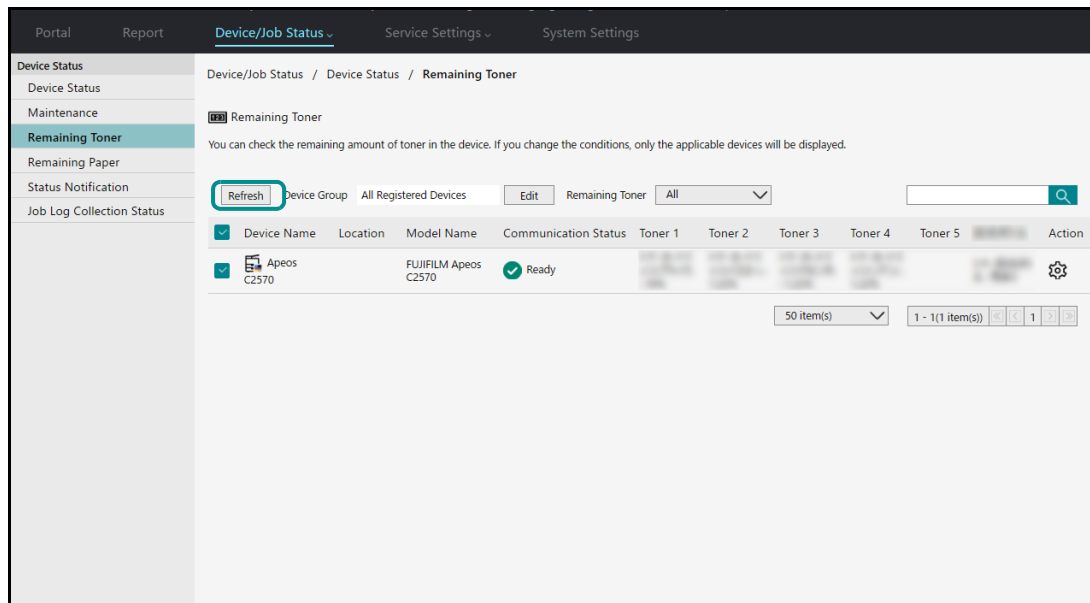 Portal Report Device/Job Status Service Settings System Settings
Device Status
Device Status
Maintenance
Remaining Toner
Remaining Paper
Status Notification
Job Log Collection Status
Device/Job Status / Device Status / Remaining Toner
123 Remaining Toner
You can check the remaining amount of toner in the device. If you change the conditions, only the applicable devices will be displayed.
Refresh Device Group All Registered Devices Edit Remaining Toner All
Device Name Location Model Name Communication Status Toner 1 Toner 2 Toner 3 Toner 4 Toner 5 Action
Apeos
C2570
FUJIFILM Apeos
C2570
Ready
50 item(s) 1 - 1(1 item(s)) 1